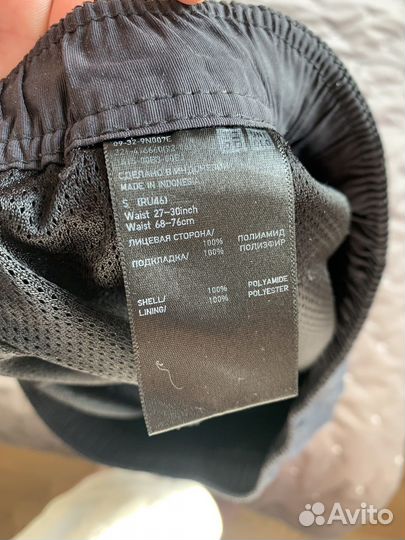 СДЕЛАНО В
MADE IN INDONESIA
S (RU46)
Waist 27-30inch
Waist 68-76cm
ЛИЦЕВАЯ СТОРОНА/
100% ПОЛИАМИД
ПОДКЛАДКА/ 100% ПОЛИЭФИР
SHELL/ 100% POLYAMIDE
LINING/ 100% POLYESTER
Avito